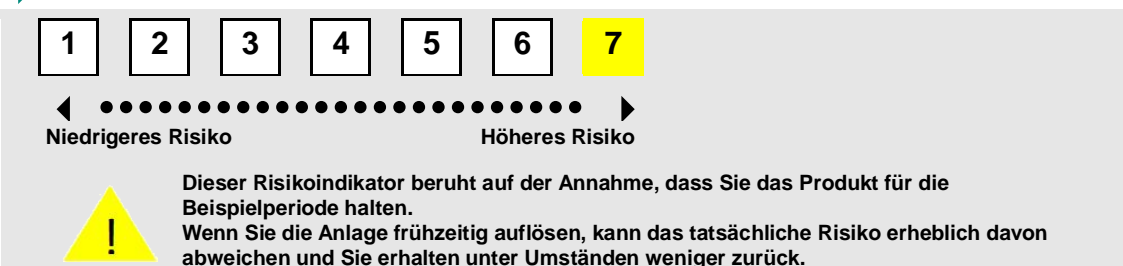 1 2 3 4 5 6 7
Niedrigeres Risiko Höheres Risiko
Dieser Risikoindikator beruht auf der Annahme, dass Sie das Produkt für die
Beispielperiode halten.
! Wenn Sie die Anlage frühzeitig auflösen, kann das tatsächliche Risiko erheblich davon
abweichen und Sie erhalten unter Umständen weniger zurück.